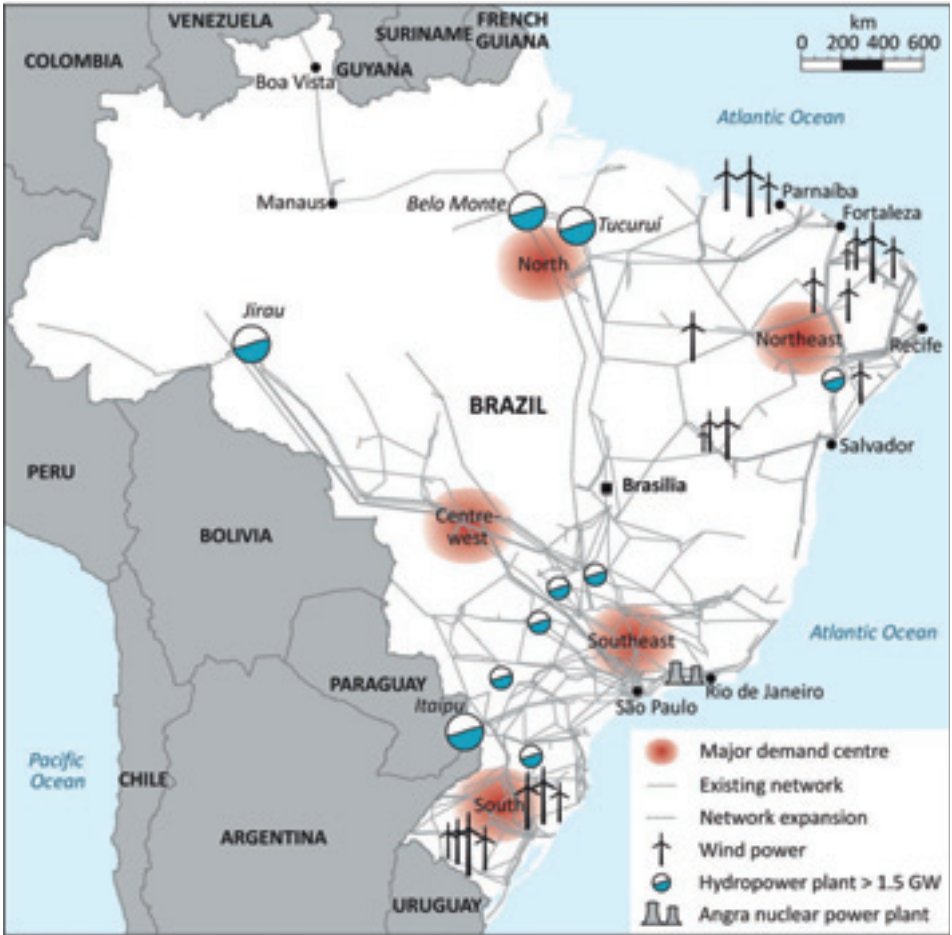 VENEZUELA
FRENCH
GUIANA
SURINAME
COLOMBIA
GUYANA
Boa Vista
km
0 200 400 600
Atlantic Ocean
Manaus
Belo Monte
Tucuruí
Parnaíba
Fortaleza
North
Jirau
Northeast
Recife
BRAZIL
Salvador
PERU
Brasília
Centre-
west
BOLIVIA
Southeast
Atlantic Ocean
PARAGUAY
Rio de Janeiro
São Paulo
Itaipu
Pacific
Ocean
CHILE
South
ARGENTINA
URUGUAY
Major demand centre
Existing network
Network expansion
Wind power
Hydropower plant > 1.5 GW
Angra nuclear power plant